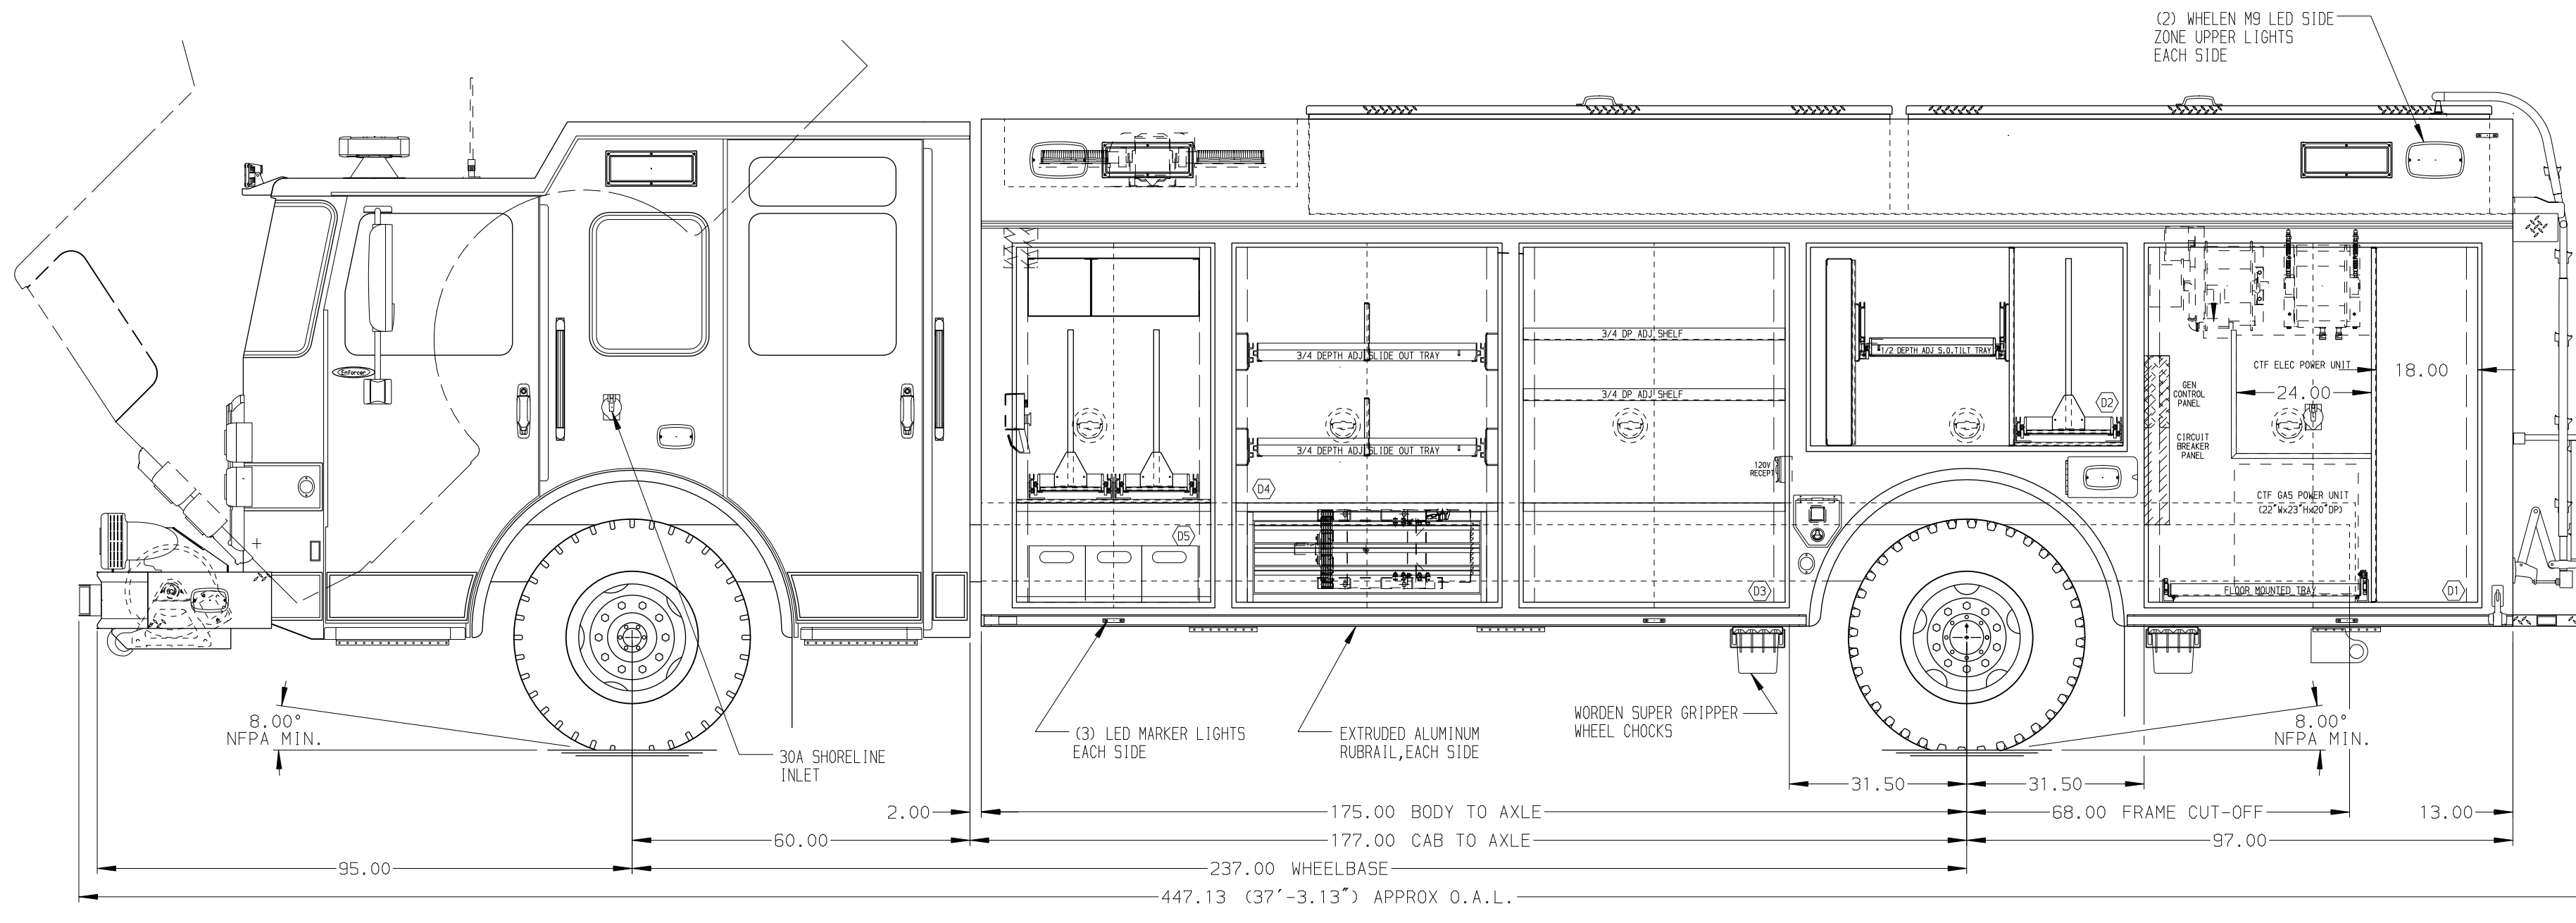 (2) WHELEN M9 LED SIDE
ZONE UPPER LIGHTS
EACH SIDE
Enforcer
3/4 DEPTH ADJ SLIDE OUT TRAY
3/4 DEPTH ADJ SLIDE OUT TRAY
3/4 DP ADJ SHELF
3/4 DP ADJ SHELF
1/2 DEPTH ADJ S.O.TILT TRAY
D2
CTF ELEC POWER UNIT
18.00
24.00
GEN
CONTROL
PANEL
CIRCUIT
BREAKER
PANEL
120V
RECEPT
D4
D5
CTF GAS POWER UNIT
(22"Wx23"Hx20"DP)
D3
FLOOR MOUNTED TRAY
D1
8.00°
NFPA MIN.
30A SHORELINE
INLET
(3) LED MARKER LIGHTS
EACH SIDE
EXTRUDED ALUMINUM
RUBRAIL,EACH SIDE
WORDEN SUPER GRIPPER
WHEEL CHOCKS
8.00°
NFPA MIN.
31.50
31.50
2.00
175.00 BODY TO AXLE
68.00 FRAME CUT-OFF
13.00
60.00
177.00 CAB TO AXLE
97.00
95.00
237.00 WHEELBASE
447.13 (37'-3.13") APPROX O.A.L.